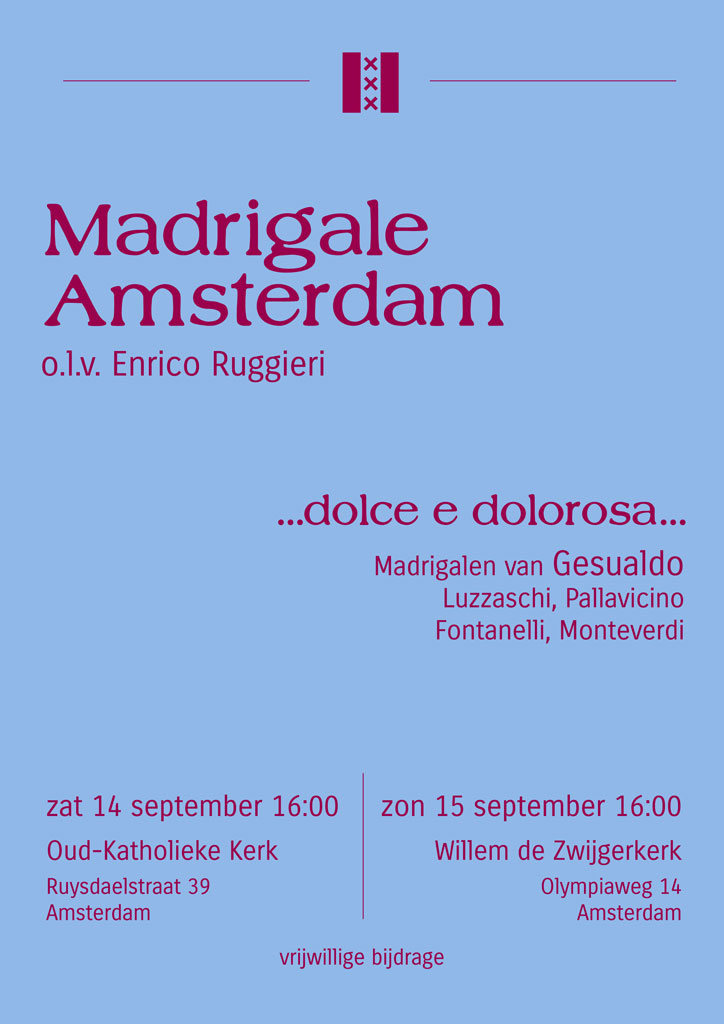 Madrigale
Amsterdam
o.l.v. Enrico Ruggieri
...dolce e dolorosa...
Madrigalen van Gesualdo
Luzzaschi, Pallavicino
Fontanelli, Monteverdi
zat 14 september 16:00
Oud-Katholieke Kerk
Ruysdaelstraat 39
Amsterdam
zon 15 september 16:00
Willem de Zwijgerkerk
Olympiaweg 14
Amsterdam
vrijwillige bijdrage